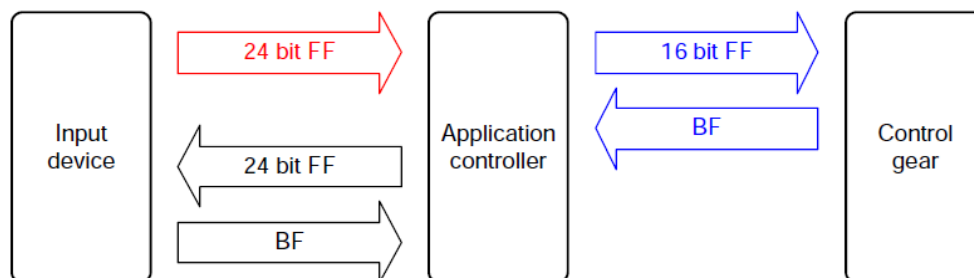 24 bit FF
16 bit FF
Input
device
Application
controller
BF
Control
gear
24 bit FF
BF